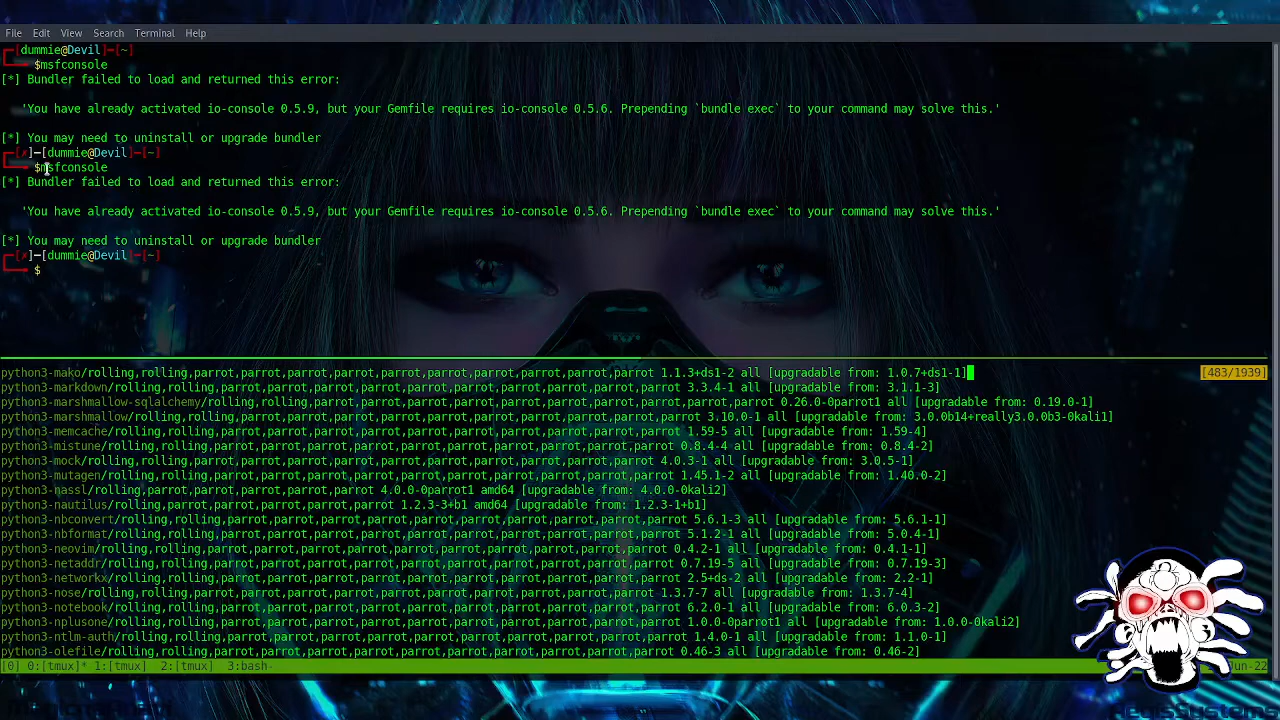 File Edit View Search Terminal Help
┌─[dummie@Devil]─[~]
└──╼ $msfconsole
[*] Bundler failed to load and returned this error:
'You have already activated io-console 0.5.9, but your Gemfile requires io-console 0.5.6. Prepending `bundle exec` to your command may solve this.'
[*] You may need to uninstall or upgrade bundler
┌─[✗]─[dummie@Devil]─[~]
└──╼ $msfconsole
[*] Bundler failed to load and returned this error:
'You have already activated io-console 0.5.9, but your Gemfile requires io-console 0.5.6. Prepending `bundle exec` to your command may solve this.'
[*] You may need to uninstall or upgrade bundler
┌─[✗]─[dummie@Devil]─[~]
└──╼ $
python3-mako/rolling,rolling,parrot,parrot,parrot,parrot,parrot,parrot,parrot,parrot,parrot,parrot 1.1.3+ds1-2 all [upgradable from: 1.0.7+ds1-1] [483/1939]
python3-markdown/rolling,rolling,parrot,parrot,parrot,parrot,parrot,parrot,parrot,parrot,parrot,parrot 3.3.4-1 all [upgradable from: 3.1.1-3]
python3-marshmallow-sqlalchemy/rolling,rolling,parrot,parrot,parrot,parrot,parrot,parrot,parrot,parrot,parrot,parrot 0.26.0-0parrot1 all [upgradable from: 0.19.0-1]
python3-marshmallow/rolling,rolling,parrot,parrot,parrot,parrot,parrot,parrot,parrot,parrot,parrot,parrot 3.10.0-1 all [upgradable from: 3.0.0b14+really3.0.0b3-0kali1]
python3-memcache/rolling,rolling,parrot,parrot,parrot,parrot,parrot,parrot,parrot,parrot,parrot,parrot 1.59-5 all [upgradable from: 1.59-4]
python3-mistune/rolling,rolling,parrot,parrot,parrot,parrot,parrot,parrot,parrot,parrot,parrot,parrot 0.8.4-4 all [upgradable from: 0.8.4-2]
python3-mock/rolling,rolling,parrot,parrot,parrot,parrot,parrot,parrot,parrot,parrot,parrot,parrot 4.0.3-1 all [upgradable from: 3.0.5-1]
python3-mutagen/rolling,rolling,parrot,parrot,parrot,parrot,parrot,parrot,parrot,parrot,parrot,parrot 1.45.1-2 all [upgradable from: 1.40.0-2]
python3-nassl/rolling,parrot,parrot,parrot,parrot,parrot 4.0.0-0parrot1 amd64 [upgradable from: 4.0.0-0kali2]
python3-nautilus/rolling,parrot,parrot,parrot,parrot,parrot 1.2.3-3+b1 amd64 [upgradable from: 1.2.3-1+b1]
python3-nbconvert/rolling,rolling,parrot,parrot,parrot,parrot,parrot,parrot,parrot,parrot,parrot,parrot 5.6.1-3 all [upgradable from: 5.6.1-1]
python3-nbformat/rolling,rolling,parrot,parrot,parrot,parrot,parrot,parrot,parrot,parrot,parrot,parrot 5.1.2-1 all [upgradable from: 5.0.4-1]
python3-neovim/rolling,rolling,parrot,parrot,parrot,parrot,parrot,parrot,parrot,parrot,parrot,parrot 0.4.2-1 all [upgradable from: 0.4.1-1]
python3-netaddr/rolling,rolling,parrot,parrot,parrot,parrot,parrot,parrot,parrot,parrot,parrot,parrot 0.7.19-5 all [upgradable from: 0.7.19-3]
python3-networkx/rolling,rolling,parrot,parrot,parrot,parrot,parrot,parrot,parrot,parrot,parrot,parrot 2.5+ds-2 all [upgradable from: 2.2-1]
python3-nose/rolling,rolling,parrot,parrot,parrot,parrot,parrot,parrot,parrot,parrot,parrot,parrot 1.3.7-7 all [upgradable from: 1.3.7-4]
python3-notebook/rolling,rolling,parrot,parrot,parrot,parrot,parrot,parrot,parrot,parrot,parrot,parrot 6.2.0-1 all [upgradable from: 6.0.3-2]
python3-nplusone/rolling,rolling,parrot,parrot,parrot,parrot,parrot,parrot,parrot,parrot,parrot,parrot 1.0.0-0parrot1 all [upgradable from: 1.0.0-0kali2]
python3-ntlm-auth/rolling,rolling,parrot,parrot,parrot,parrot,parrot,parrot,parrot,parrot,parrot,parrot 1.4.0-1 all [upgradable from: 1.1.0-1]
python3-olefile/rolling,rolling,parrot,parrot,parrot,parrot,parrot,parrot,parrot,parrot,parrot,parrot 0.46-3 all [upgradable from: 0.46-2]
[0] 0:[tmux]* 1:[tmux] 2:[tmux] 3:bash-